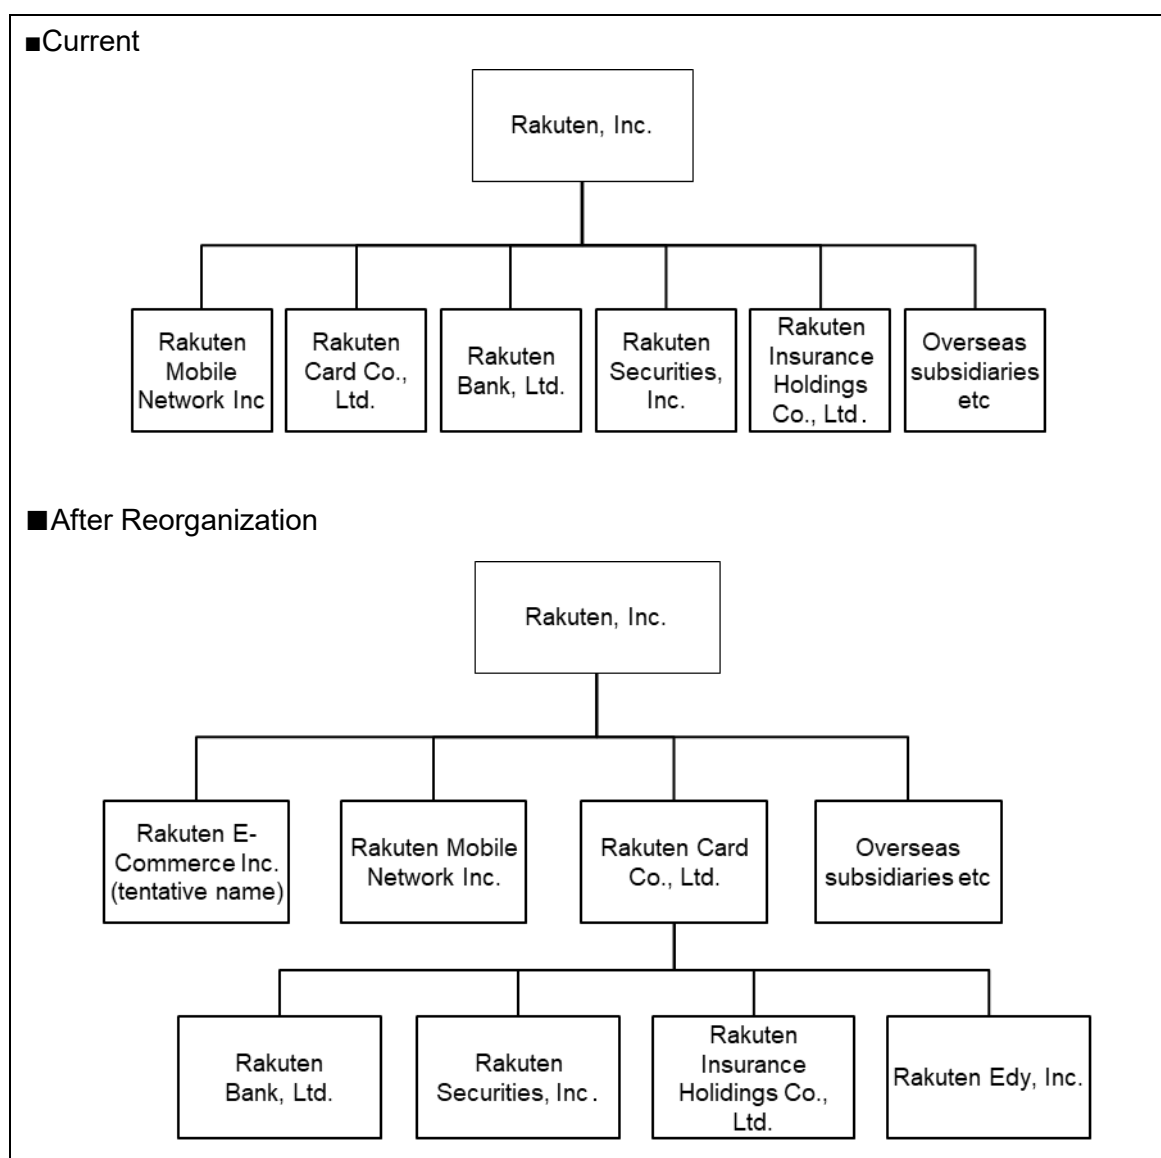 ■Current
Rakuten, Inc.
Rakuten
Mobile
Network Inc
Rakuten
Card Co.,
Ltd.
Rakuten
Bank, Ltd.
Rakuten
Securities,
Inc.
Rakuten
Insurance
Holdings
Co., Ltd.
Overseas
subsidiaries
etc
■After Reorganization
Rakuten, Inc.
Rakuten E-
Commerce Inc.
(tentative name)
Rakuten Mobile
Network Inc.
Rakuten Card
Co., Ltd.
Overseas
subsidiaries etc
Rakuten
Bank, Ltd.
Rakuten
Securities, Inc.
Rakuten
Insurance
Holidings Co.,
Ltd.
Rakuten Edy, Inc.